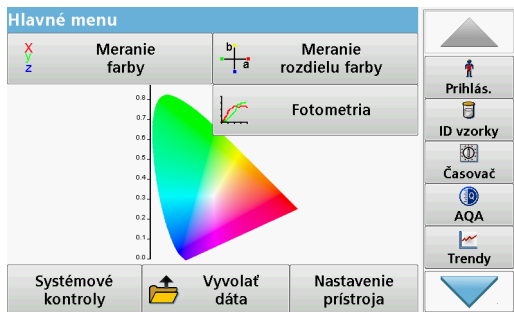 Hlavné menu
X
y
z
Meranie
farby
b
a
Meranie
rozdielu farby
Fotometria
0.8
0.7
0.6
0.5
0.4
0.3
0.2
0.1
0.0
Systémové
kontroly
Vyvolať
dáta
Nastavenie
prístroja
Prihlás.
ID vzorky
Časovač
QA
AQA
Trendy